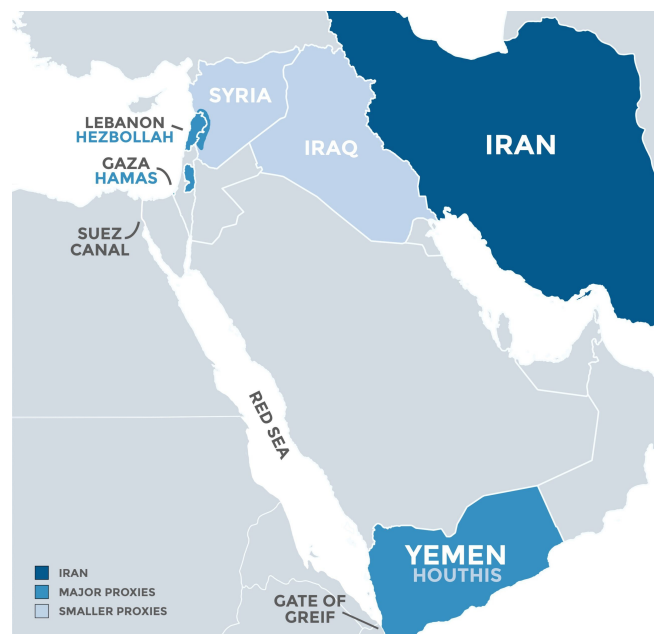 SYRIA
LEBANON
HEZBOLLAH
IRAQ
IRAN
GAZA
HAMAS
SUEZ
CANAL
RED SEA
YEMEN
HOUTHIS
IRAN
MAJOR PROXIES
SMALLER PROXIES
GATE OF
GREIF